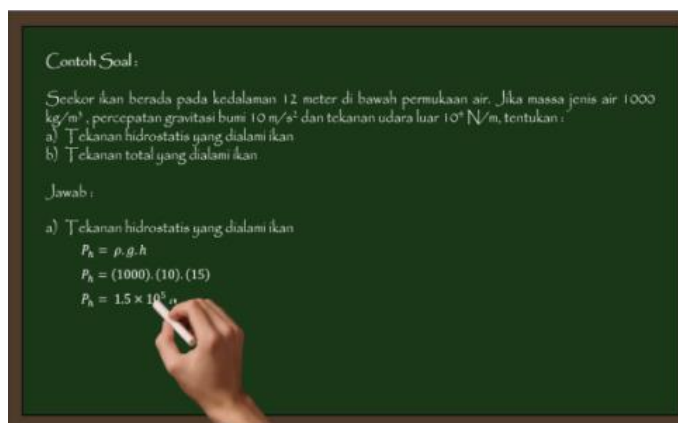 Contoh Soal :
Seekor ikan berada pada kedalaman 12 meter di bawah permukaan air. Jika massa jenis air 1000
kg/m³ , percepatan gravitasi bumi 10 m/s² dan tekanan udara luar N/m, tentukan :
a) Tekanan hidrostatis yang dialami ikan
b) Tekanan total yang dialami ikan
Jawab :
a) Tekanan hidrostatis yang dialami ikan
Pₕ = ρ.g.h
Pₕ = (1000).(10).(15)
Pₕ = 1.5 × 10⁵